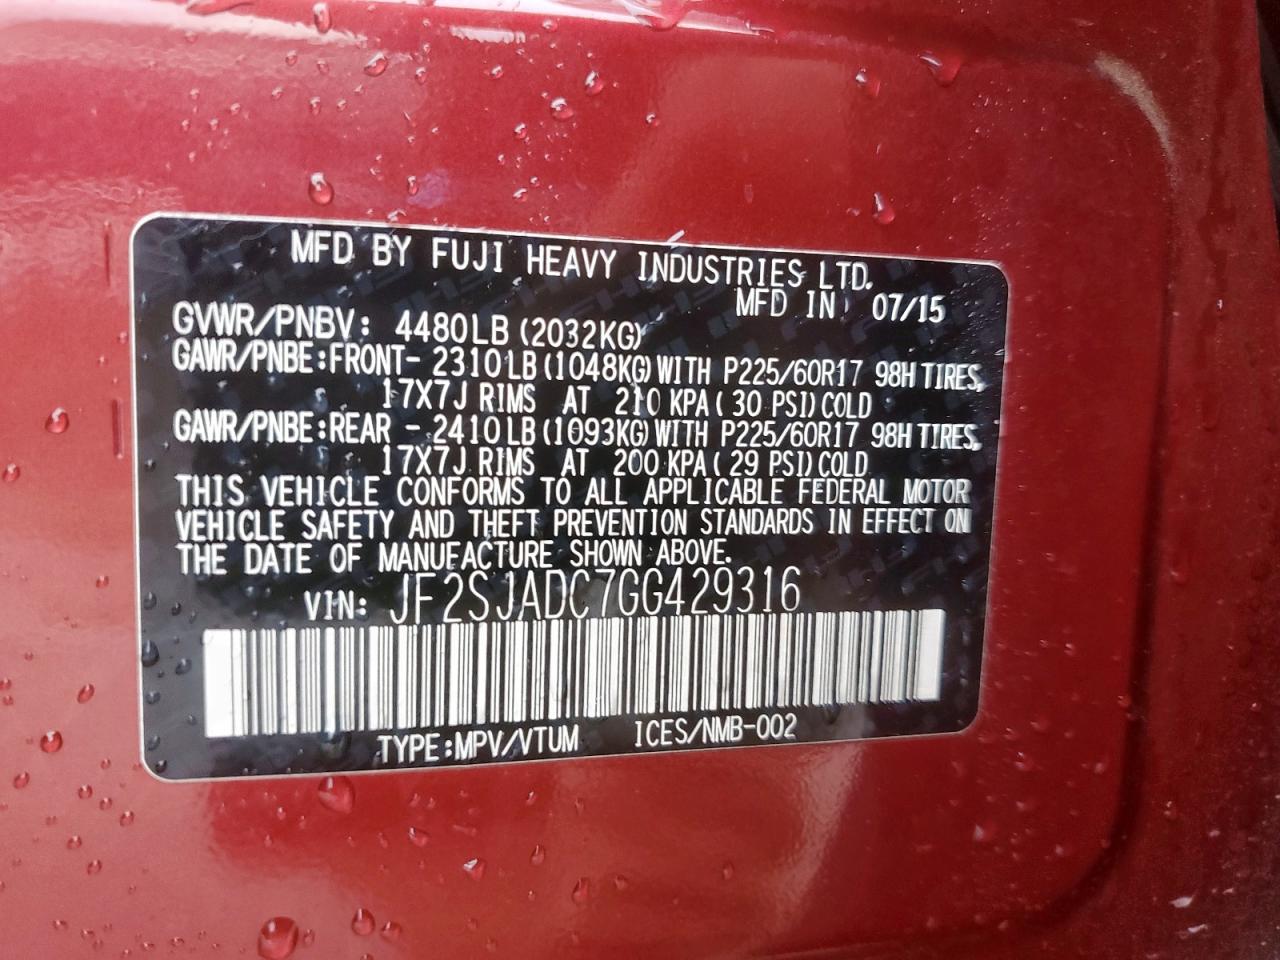 MFD BY FUJI HEAVY INDUSTRIES LTD.
MFD IN: 07/15
GVWR/PNBV: 4480LB (2032KG)
GAWR/PNBE:FRONT- 2310LB (1048KG) WITH P225/60R17 98H TIRES,
17X7J RIMS AT 210 KPA ( 30 PSI) COLD
GAWR/PNBE:REAR - 2410LB (1093KG) WITH P225/60R17 98H TIRES,
17X7J RIMS AT 200 KPA ( 29 PSI) COLD
THIS VEHICLE CONFORMS TO ALL APPLICABLE FEDERAL MOTOR
VEHICLE SAFETY AND THEFT PREVENTION STANDARDS IN EFFECT ON
THE DATE OF MANUFACTURE SHOWN ABOVE.
VIN: JF2SJADC7GG429316
TYPE:MPV/VTUM ICES/NMB-002